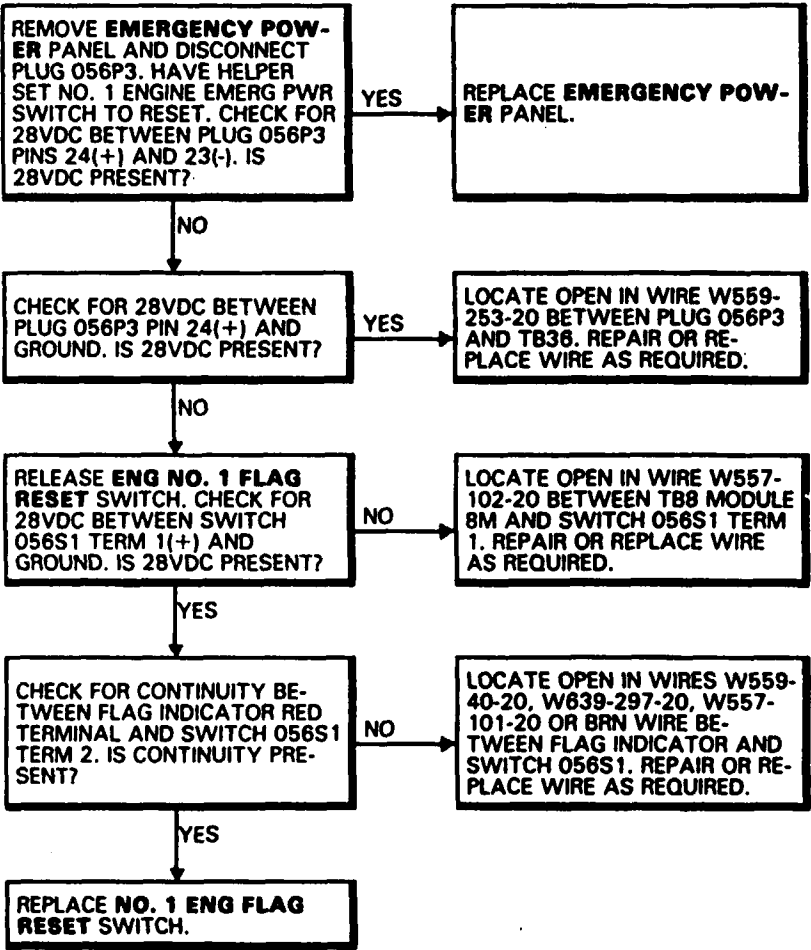 REMOVE EMERGENCY POW-
ER PANEL AND DISCONNECT
PLUG 056P3. HAVE HELPER
SET NO. 1 ENGINE EMERG PWR
SWITCH TO RESET. CHECK FOR
28VDC BETWEEN PLUG 056P3
PINS 24(+) AND 23(-). IS
28VDC PRESENT?
YES
REPLACE EMERGENCY POW-
ER PANEL.
NO
CHECK FOR 28VDC BETWEEN
PLUG 056P3 PIN 24(+) AND
GROUND. IS 28VDC PRESENT?
YES
LOCATE OPEN IN WIRE W559-
253-20 BETWEEN PLUG 056P3
AND TB36. REPAIR OR RE-
PLACE WIRE AS REQUIRED.
NO
RELEASE ENG NO. 1 FLAG
RESET SWITCH. CHECK FOR
28VDC BETWEEN SWITCH
056S1 TERM 1(+) AND
GROUND. IS 28VDC PRESENT?
NO
LOCATE OPEN IN WIRE W557-
102-20 BETWEEN TB8 MODULE
8M AND SWITCH 056S1 TERM
1. REPAIR OR REPLACE WIRE
AS REQUIRED.
YES
CHECK FOR CONTINUITY BE-
TWEEN FLAG INDICATOR RED
TERMINAL AND SWITCH 056S1
TERM 2. IS CONTINUITY PRE-
SENT?
NO
LOCATE OPEN IN WIRES W559-
40-20, W639-297-20, W557-
101-20 OR BRN WIRE BE-
TWEEN FLAG INDICATOR AND
SWITCH 056S1. REPAIR OR RE-
PLACE WIRE AS REQUIRED.
YES
REPLACE NO. 1 ENG FLAG
RESET SWITCH.